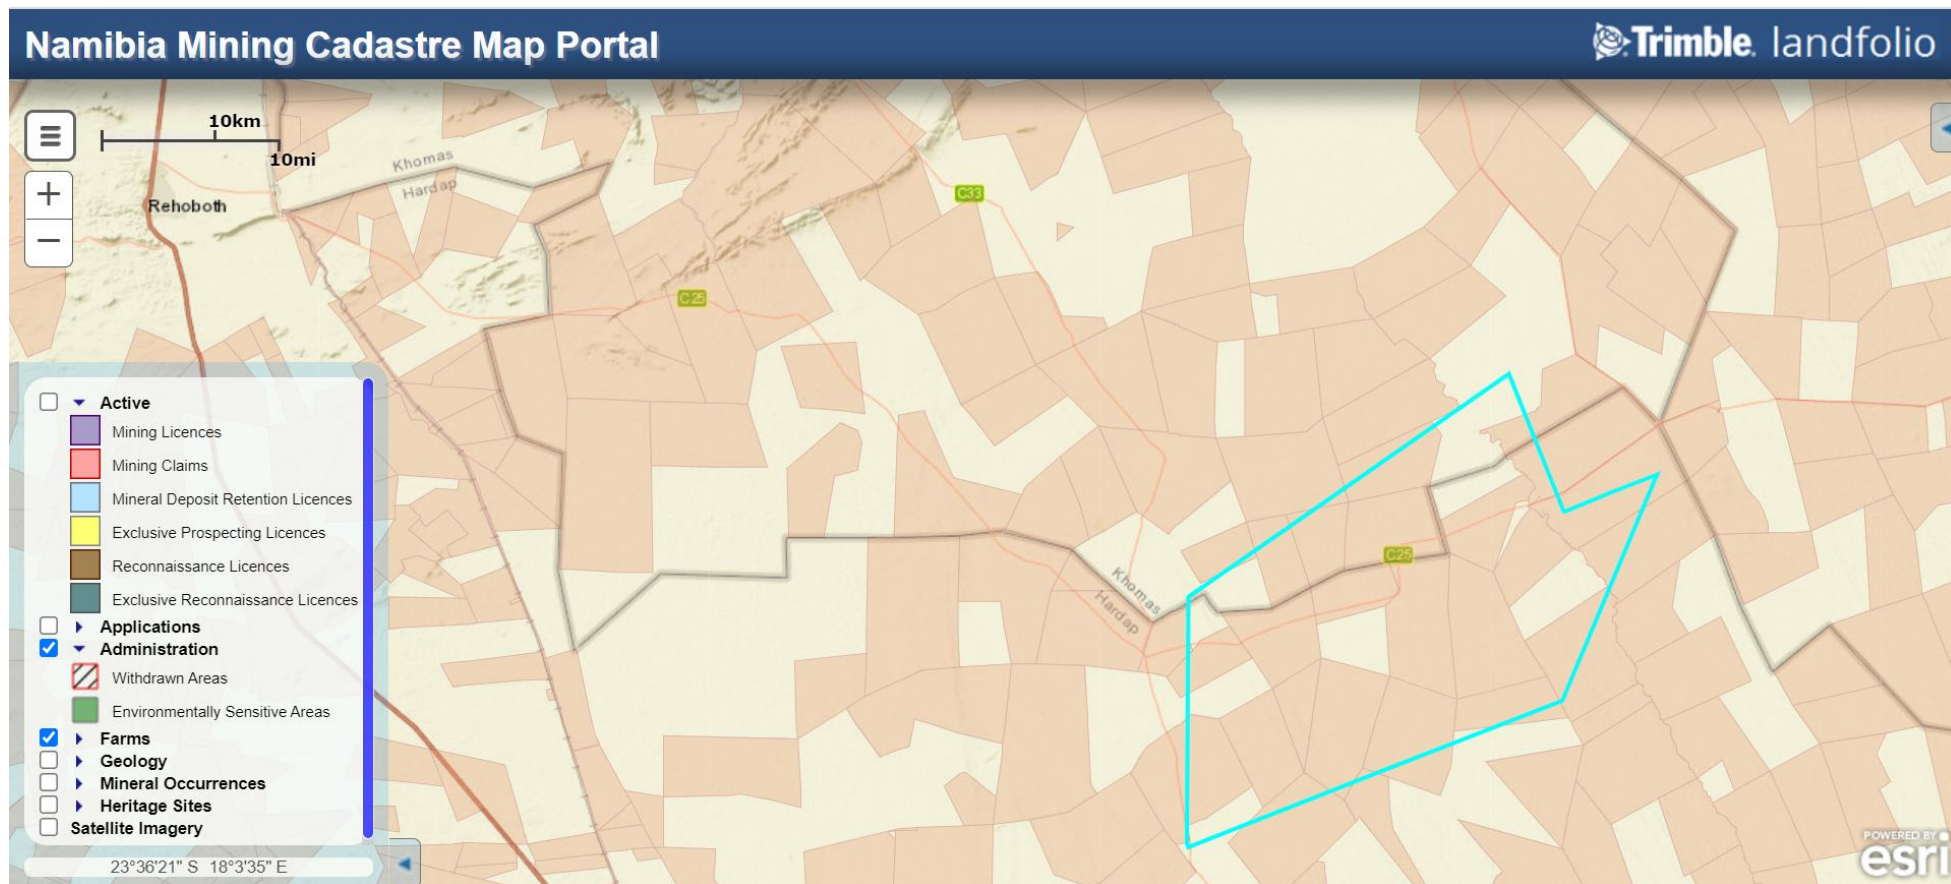 Namibia Mining Cadastre Map Portal
Trimble. landfolio
10km
10mi
Khomas
Hardap
Rehoboth
C33
C25
Active
Mining Licences
Mining Claims
Mineral Deposit Retention Licences
Exclusive Prospecting Licences
Reconnaissance Licences
Exclusive Reconnaissance Licences
Applications
Administration
Withdrawn Areas
Environmentally Sensitive Areas
Farms
Geology
Mineral Occurrences
Heritage Sites
Satellite Imagery
23°36'21" S 18°3'35" E
C25
Khomas
Hardap
POWERED BY
esri